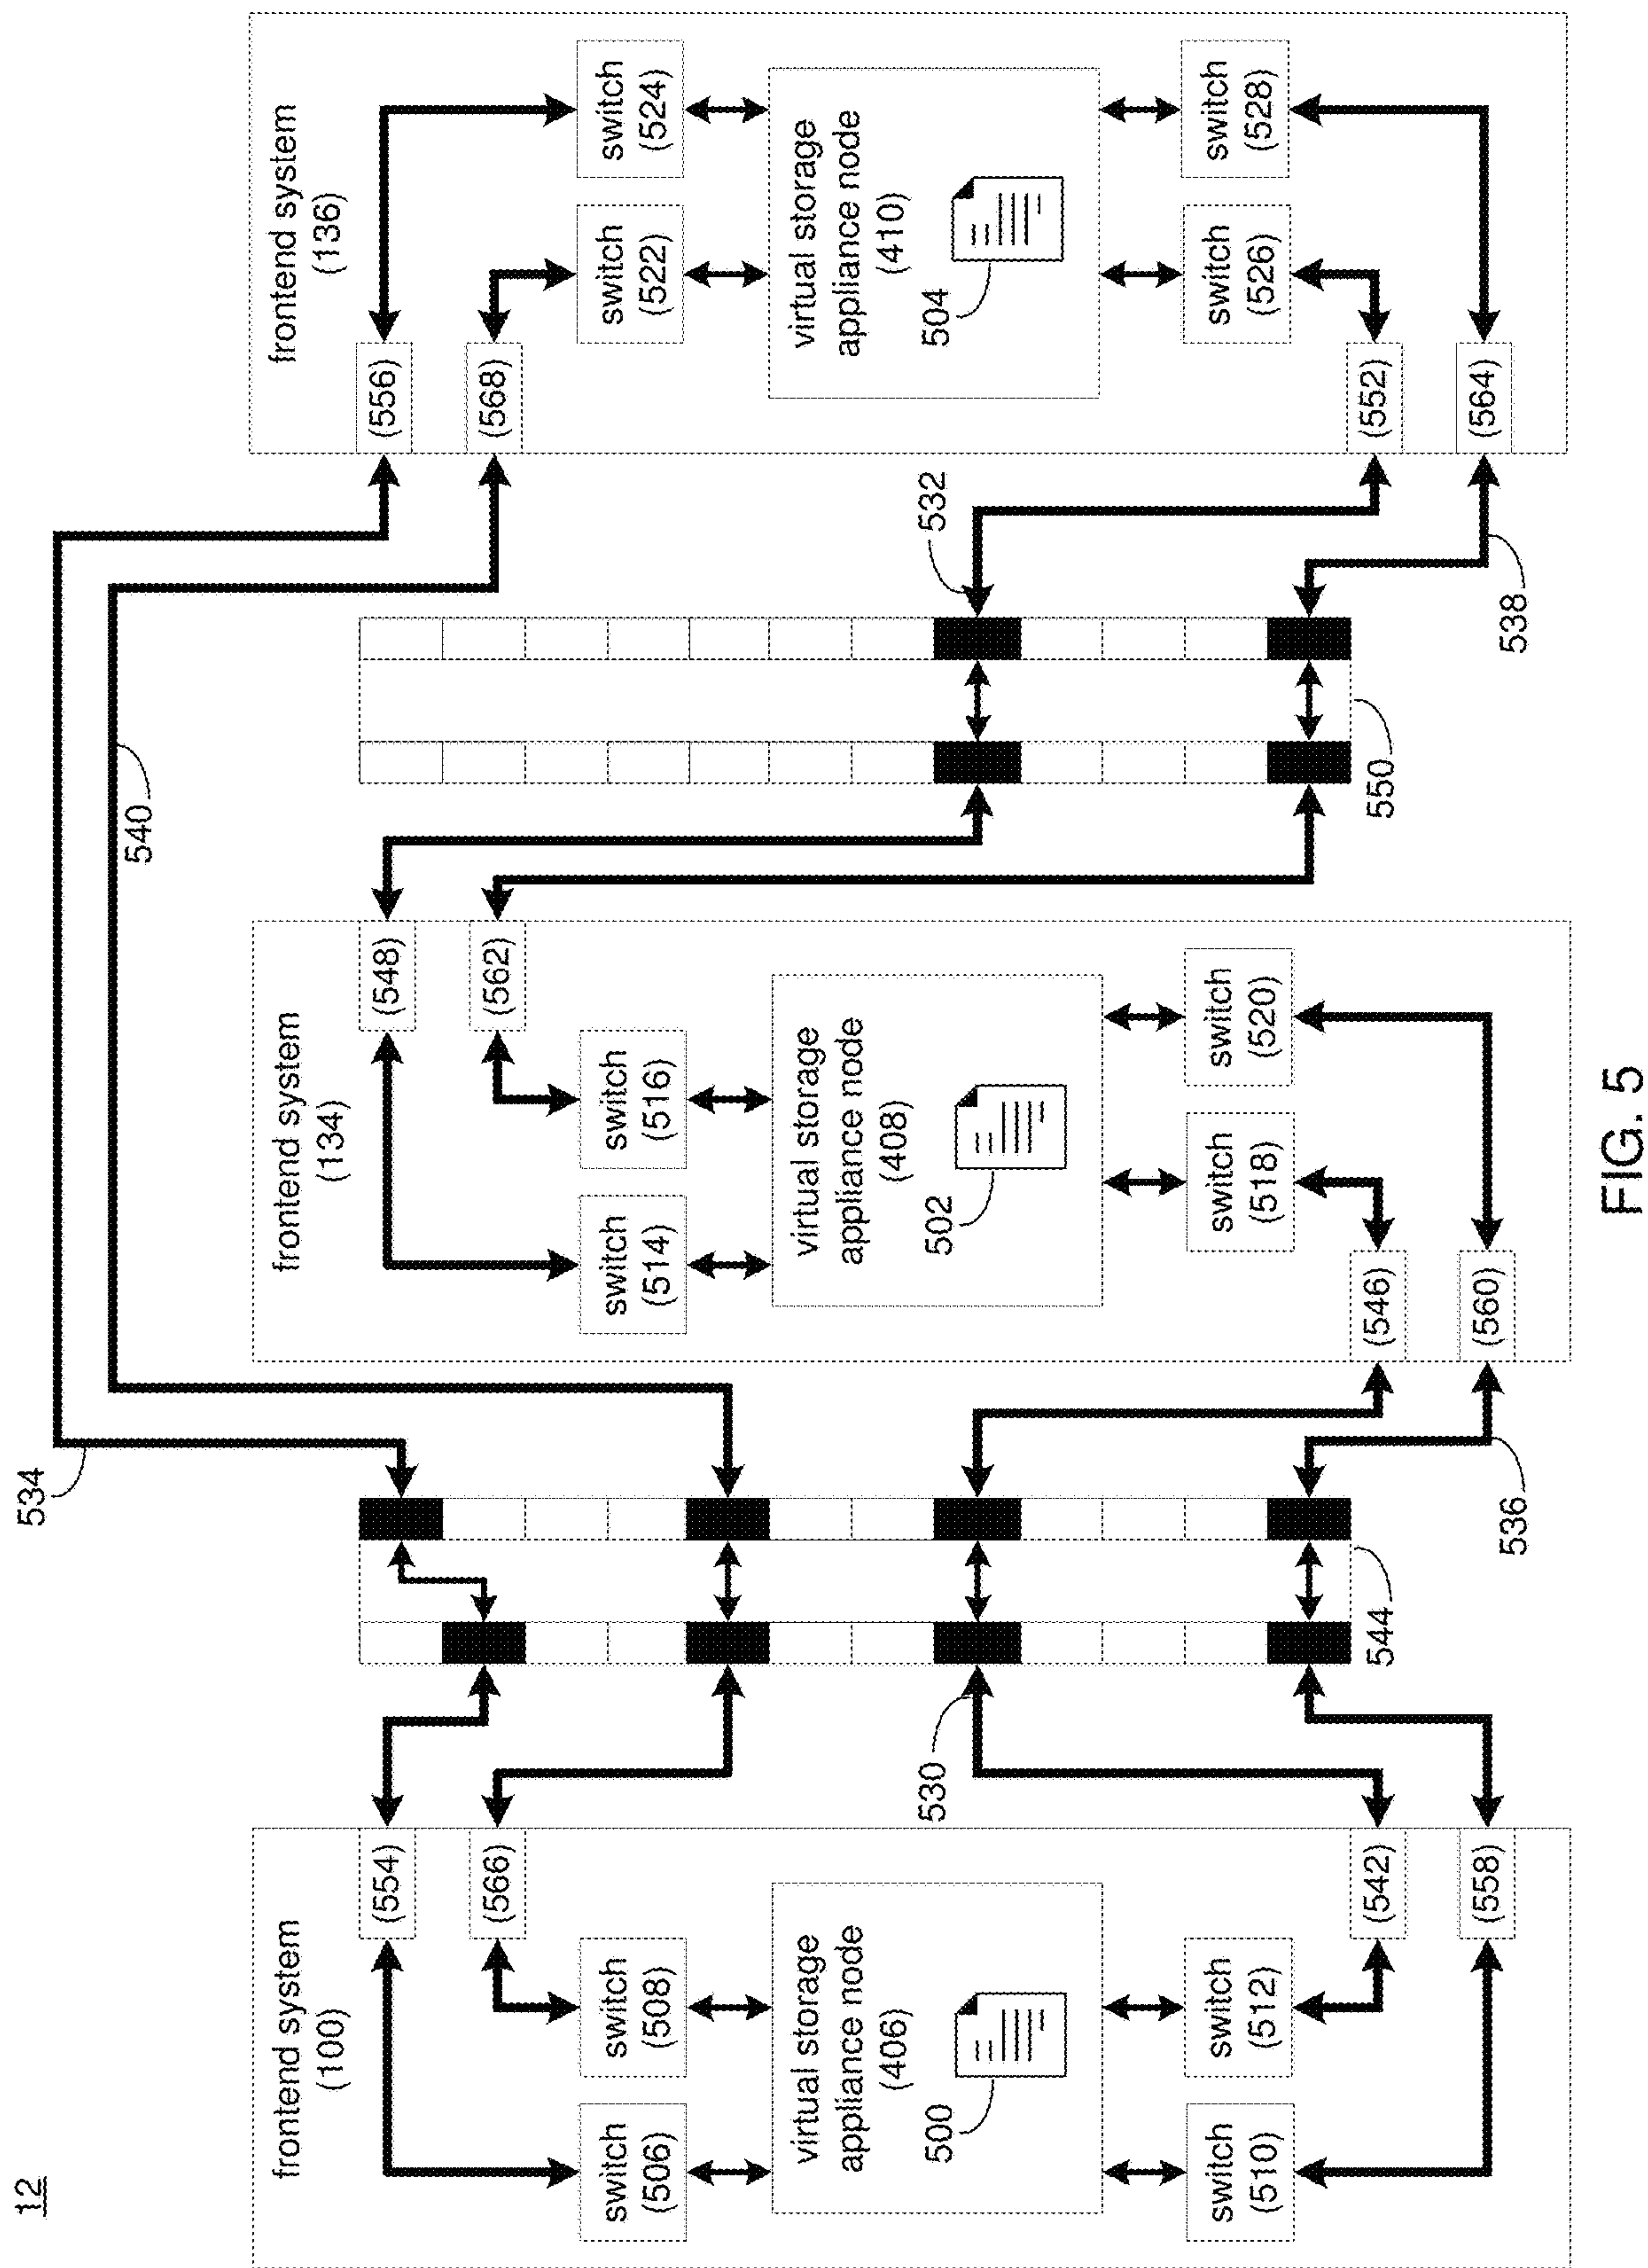 12
534
540
frontend system
(100)
(554)
(566)
switch
(506)
switch
(508)
virtual storage
appliance node
(406)
500
switch
(510)
switch
(512)
(542)
(558)
530
544
536
frontend system
(134)
(548)
(562)
switch
(514)
switch
(516)
virtual storage
appliance node
(408)
502
switch
(518)
switch
(520)
(546)
(560)
550
532
538
frontend system
(136)
(556)
(568)
switch
(522)
switch
(524)
virtual storage
appliance node
(410)
504
switch
(526)
switch
(528)
(552)
(564)
FIG. 5